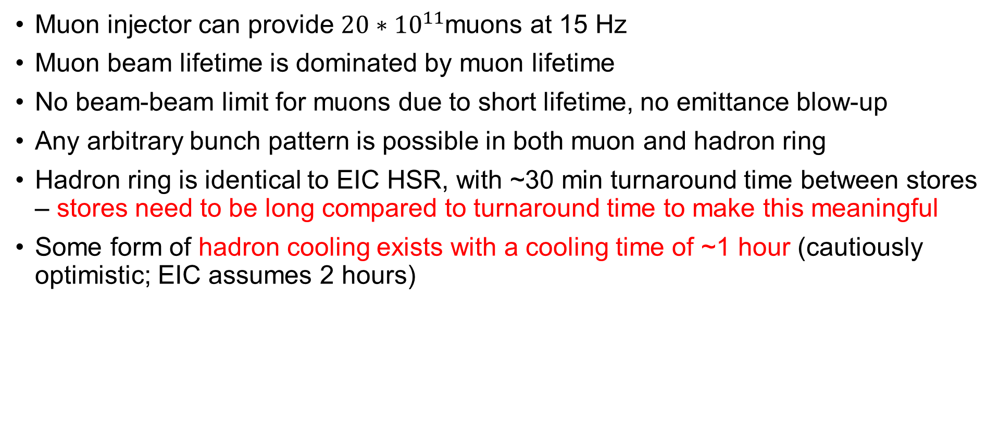 • Muon injector can provide 20 ∗ 10¹¹muons at 15 Hz
• Muon beam lifetime is dominated by muon lifetime
• No beam-beam limit for muons due to short lifetime, no emittance blow-up
• Any arbitrary bunch pattern is possible in both muon and hadron ring
• Hadron ring is identical to EIC HSR, with ~30 min turnaround time between stores
– stores need to be long compared to turnaround time to make this meaningful
• Some form of hadron cooling exists with a cooling time of ~1 hour (cautiously
optimistic; EIC assumes 2 hours)